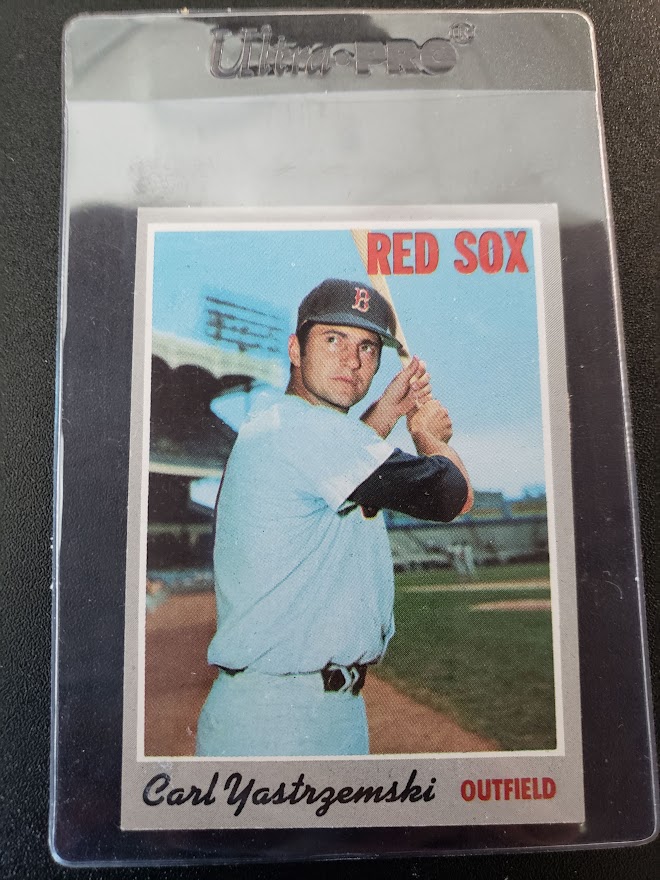 Ultra•PRO®
RED SOX
B
Carl Yastrzemski OUTFIELD